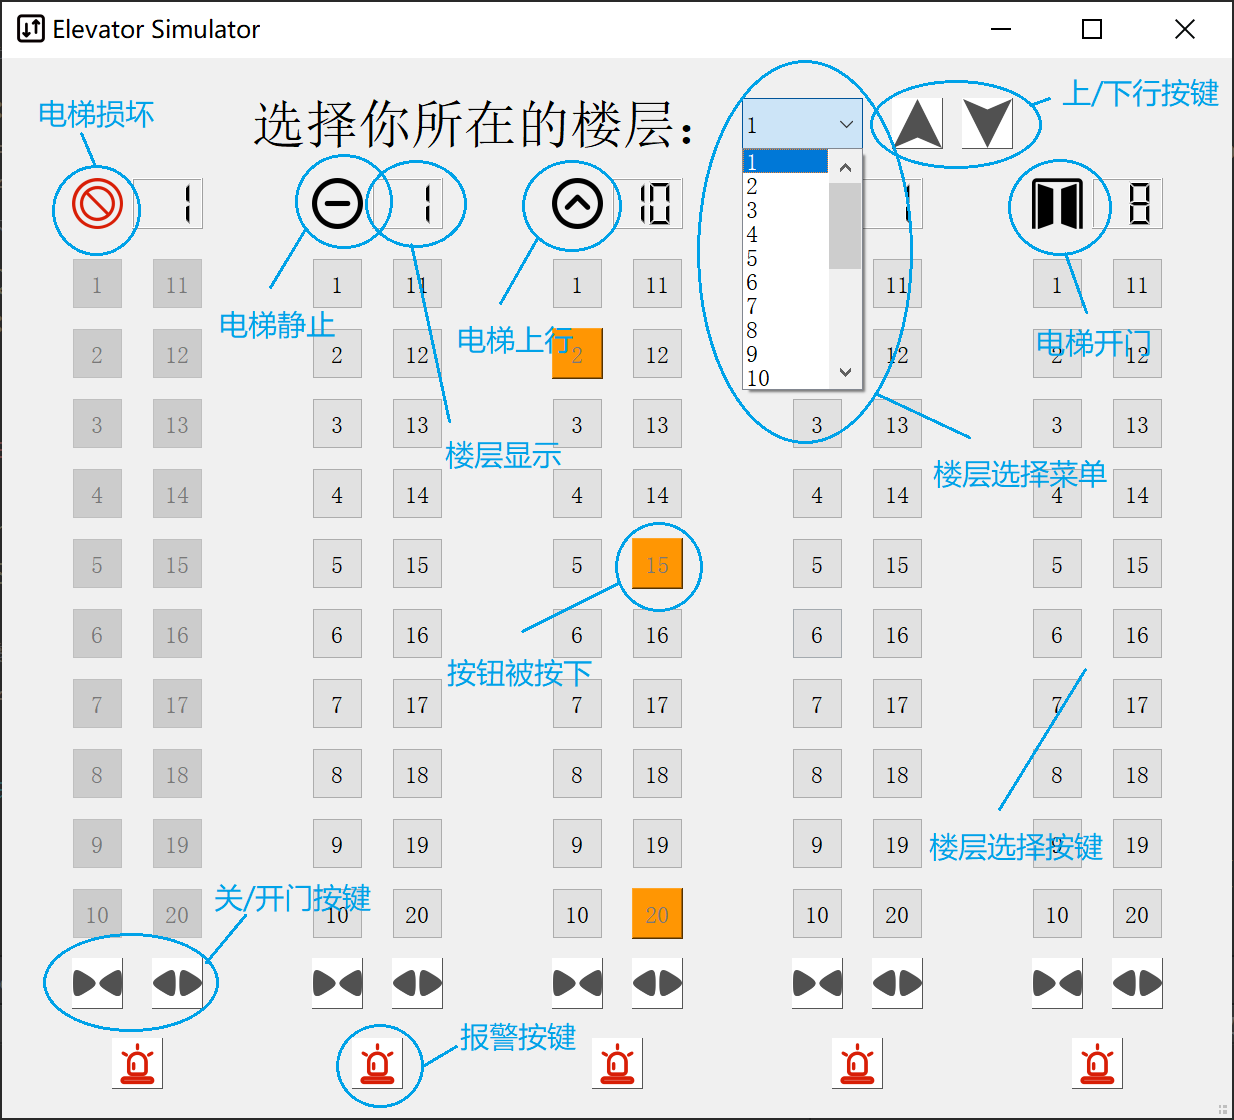 Elevator Simulator
电梯损坏
选择你所在的楼层：
1
上/下行按键
1
2
3
4
5
6
7
8
9
10
1
1
10
1
8
1 11 1 11 1 11 11 1 11
电梯静止
电梯上行
电梯开门
2 12 2 12 2 12 12 2 12
3 13 3 13 3 13 3 13 3 13
楼层显示
楼层选择菜单
4 14 4 14 4 14 4 14 4 14
5 15 5 15 5 15 5 15 5 15
6 16 6 16 6 16 6 16 6 16
按钮被按下
7 17 7 17 7 17 7 17 7 17
8 18 8 18 8 18 8 18 8 18
楼层选择按键
9 19 9 19 9 19 9 19 9 19
关/开门按键
10 20 10 20 10 20 10 20 10 20
报警按键